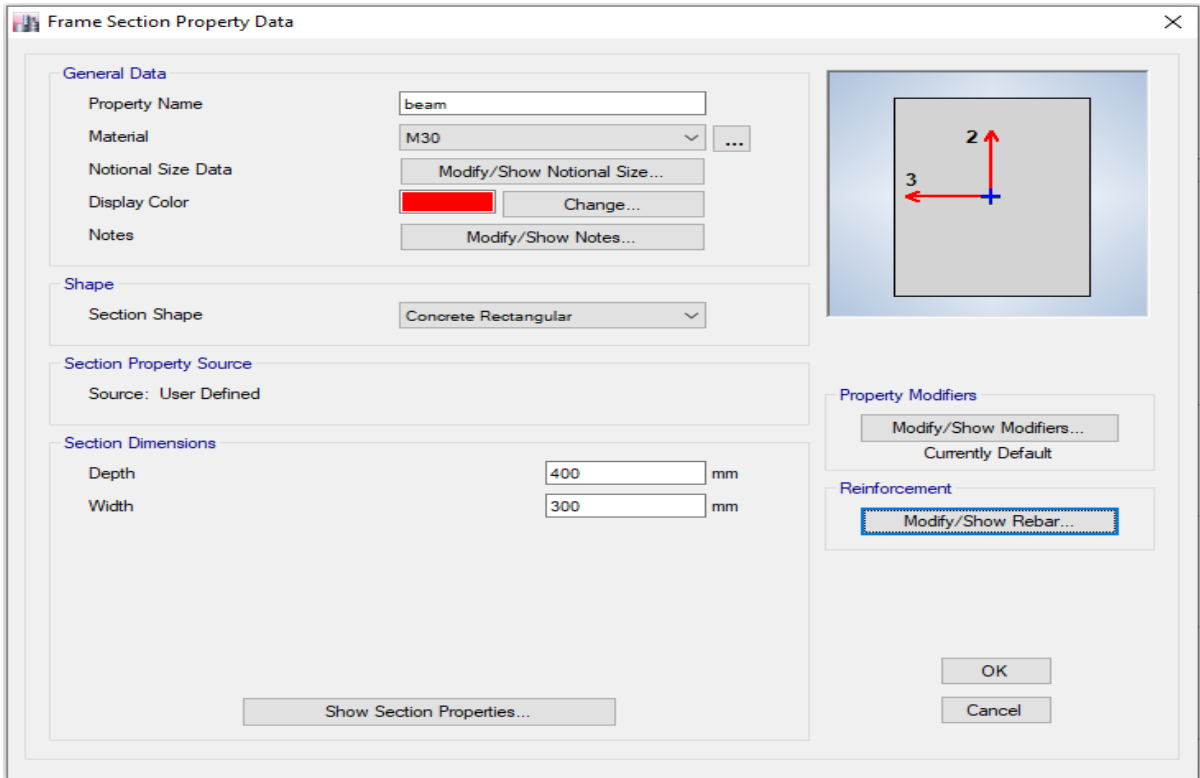 Frame Section Property Data
General Data
Property Name beam
Material M30 ...
Notional Size Data Modify/Show Notional Size...
Display Color Change...
Notes Modify/Show Notes...
Shape
Section Shape Concrete Rectangular
Section Property Source
Source: User Defined
Section Dimensions
Depth 400 mm
Width 300 mm
Show Section Properties...
2
3
Property Modifiers
Modify/Show Modifiers...
Currently Default
Reinforcement
Modify/Show Rebar...
OK
Cancel